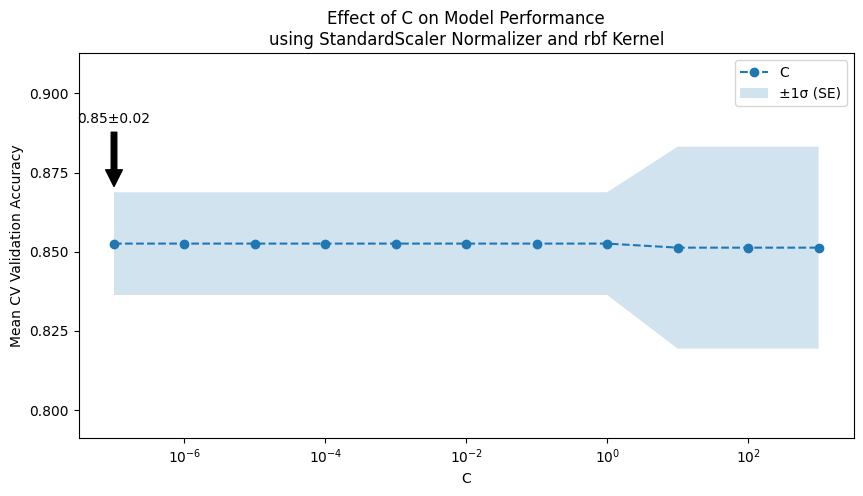 Effect of C on Model Performance
using StandardScaler Normalizer and rbf Kernel
C
±1σ (SE)
0.85±0.02
Mean CV Validation Accuracy
0.900
0.875
0.850
0.825
0.800
10⁻⁶
10⁻⁴
10⁻²
10⁰
10²
C